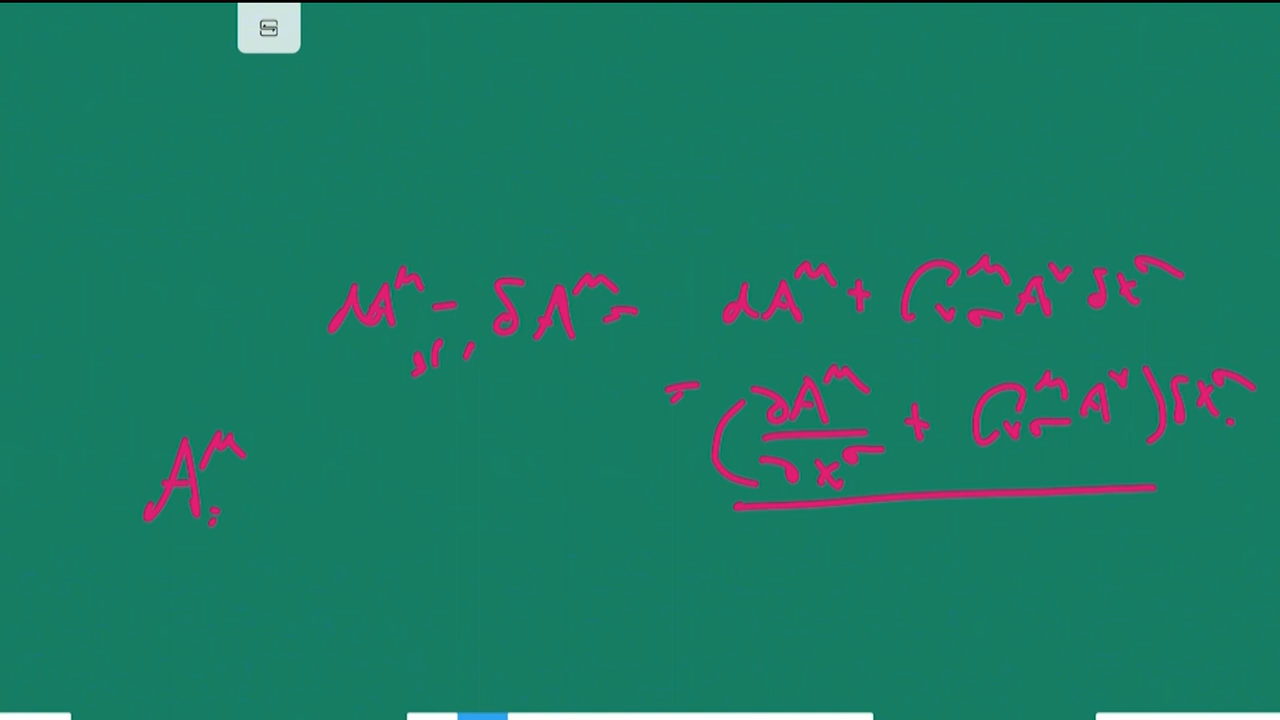 dA^μ - δA^μ = dA^μ + Γ^μ_{νσ} A^ν δx^σ
= (∂A^μ/∂x^σ + Γ^μ_{νσ} A^ν) δx^σ.
A^μ_;